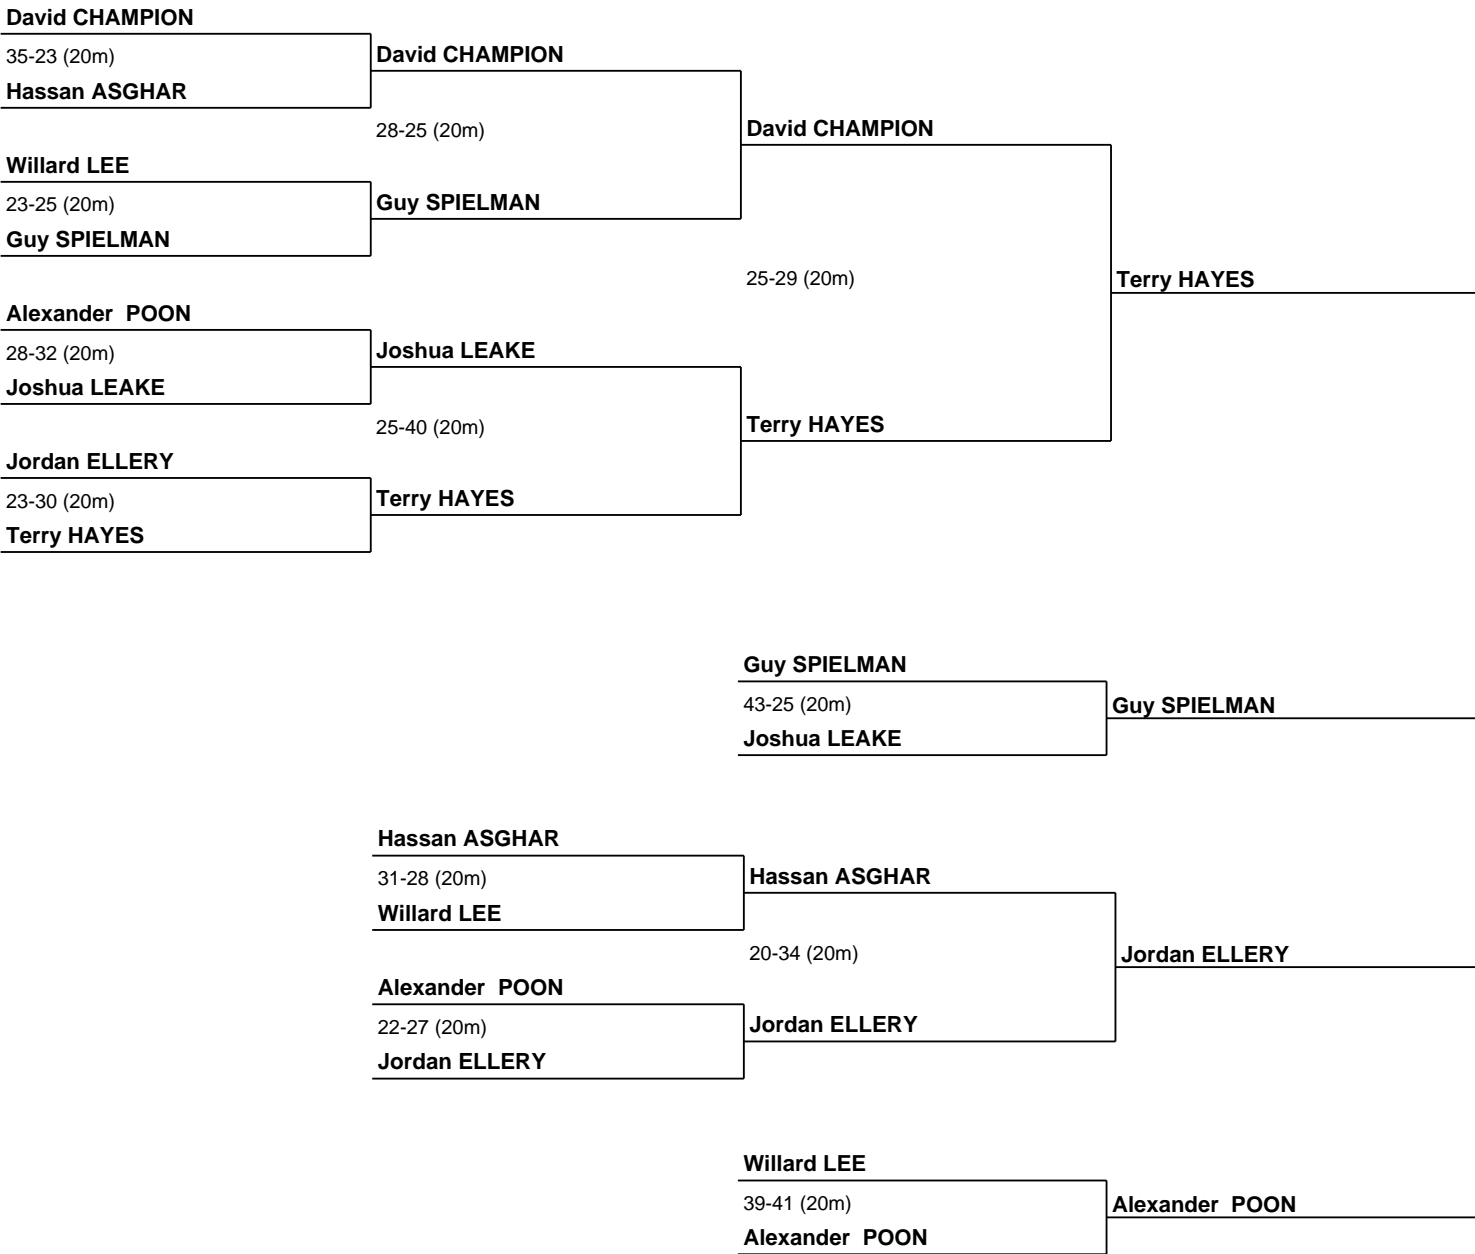 David CHAMPION
35-23 (20m)
Hassan ASGHAR
Willard LEE
23-25 (20m)
Guy SPIELMAN
Alexander  POON
28-32 (20m)
Joshua LEAKE
Jordan ELLERY
23-30 (20m)
Terry HAYES
David CHAMPION
28-25 (20m)
Guy SPIELMAN
Joshua LEAKE
25-40 (20m)
Terry HAYES
David CHAMPION
25-29 (20m)
Terry HAYES
Terry HAYES
Guy SPIELMAN
43-25 (20m)
Joshua LEAKE
Guy SPIELMAN
Hassan ASGHAR
31-28 (20m)
Willard LEE
Alexander  POON
22-27 (20m)
Jordan ELLERY
Hassan ASGHAR
20-34 (20m)
Jordan ELLERY
Jordan ELLERY
Willard LEE
39-41 (20m)
Alexander  POON
Alexander  POON